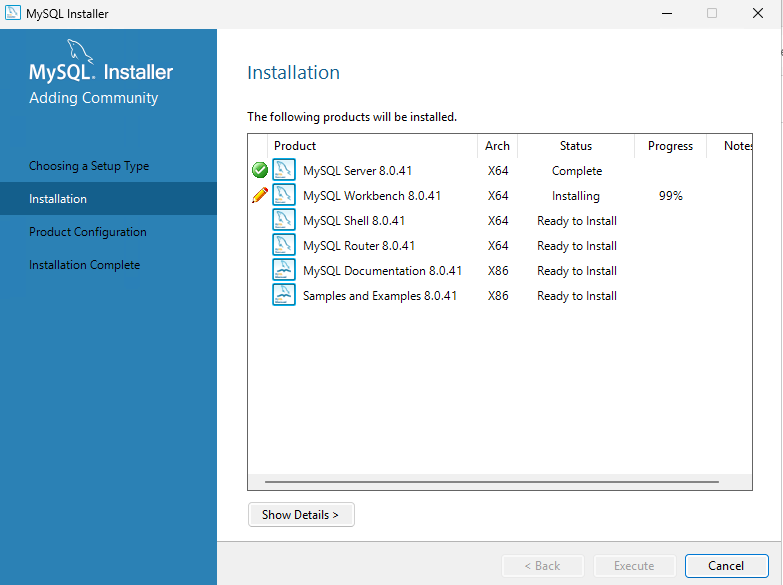 MySQL Installer
MySQL. Installer
Adding Community
Choosing a Setup Type
Installation
Product Configuration
Installation Complete
Installation
The following products will be installed.
Product Arch Status Progress Notes
MySQL Server 8.0.41 X64 Complete
MySQL Workbench 8.0.41 X64 Installing 99%
MySQL Shell 8.0.41 X64 Ready to Install
MySQL Router 8.0.41 X64 Ready to Install
MySQL Documentation 8.0.41 X86 Ready to Install
Samples and Examples 8.0.41 X86 Ready to Install
Show Details >
< Back Execute Cancel